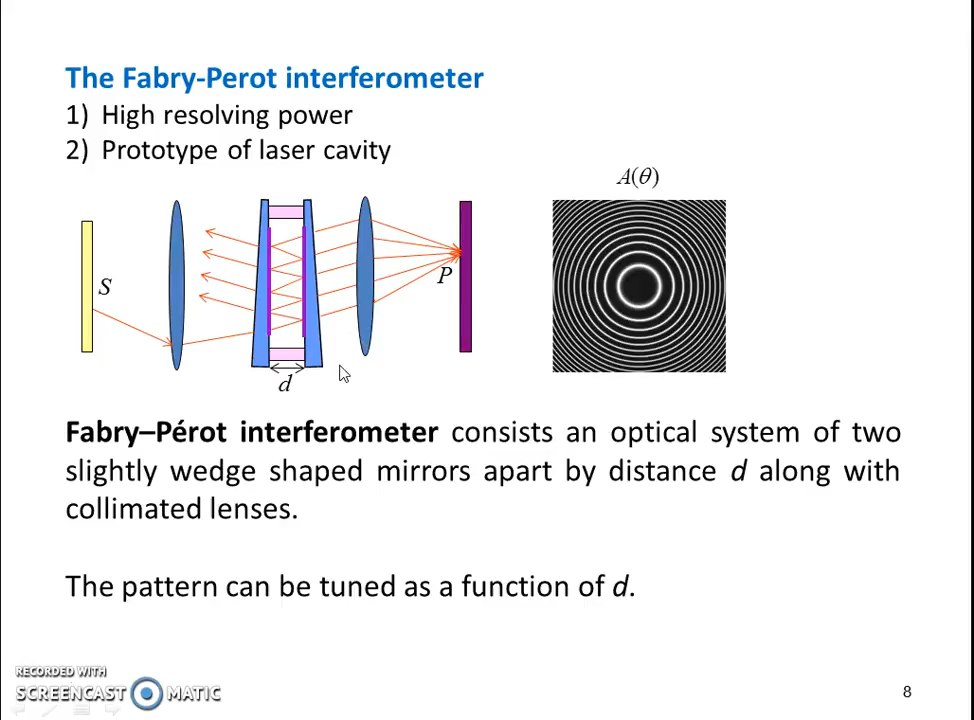 The Fabry-Perot interferometer
1) High resolving power
2) Prototype of laser cavity
A(θ)
S
P
d
Fabry–Pérot interferometer consists an optical system of two
slightly wedge shaped mirrors apart by distance d along with
collimated lenses.
The pattern can be tuned as a function of d.
RECORDED WITH
SCREENCAST MATIC
8